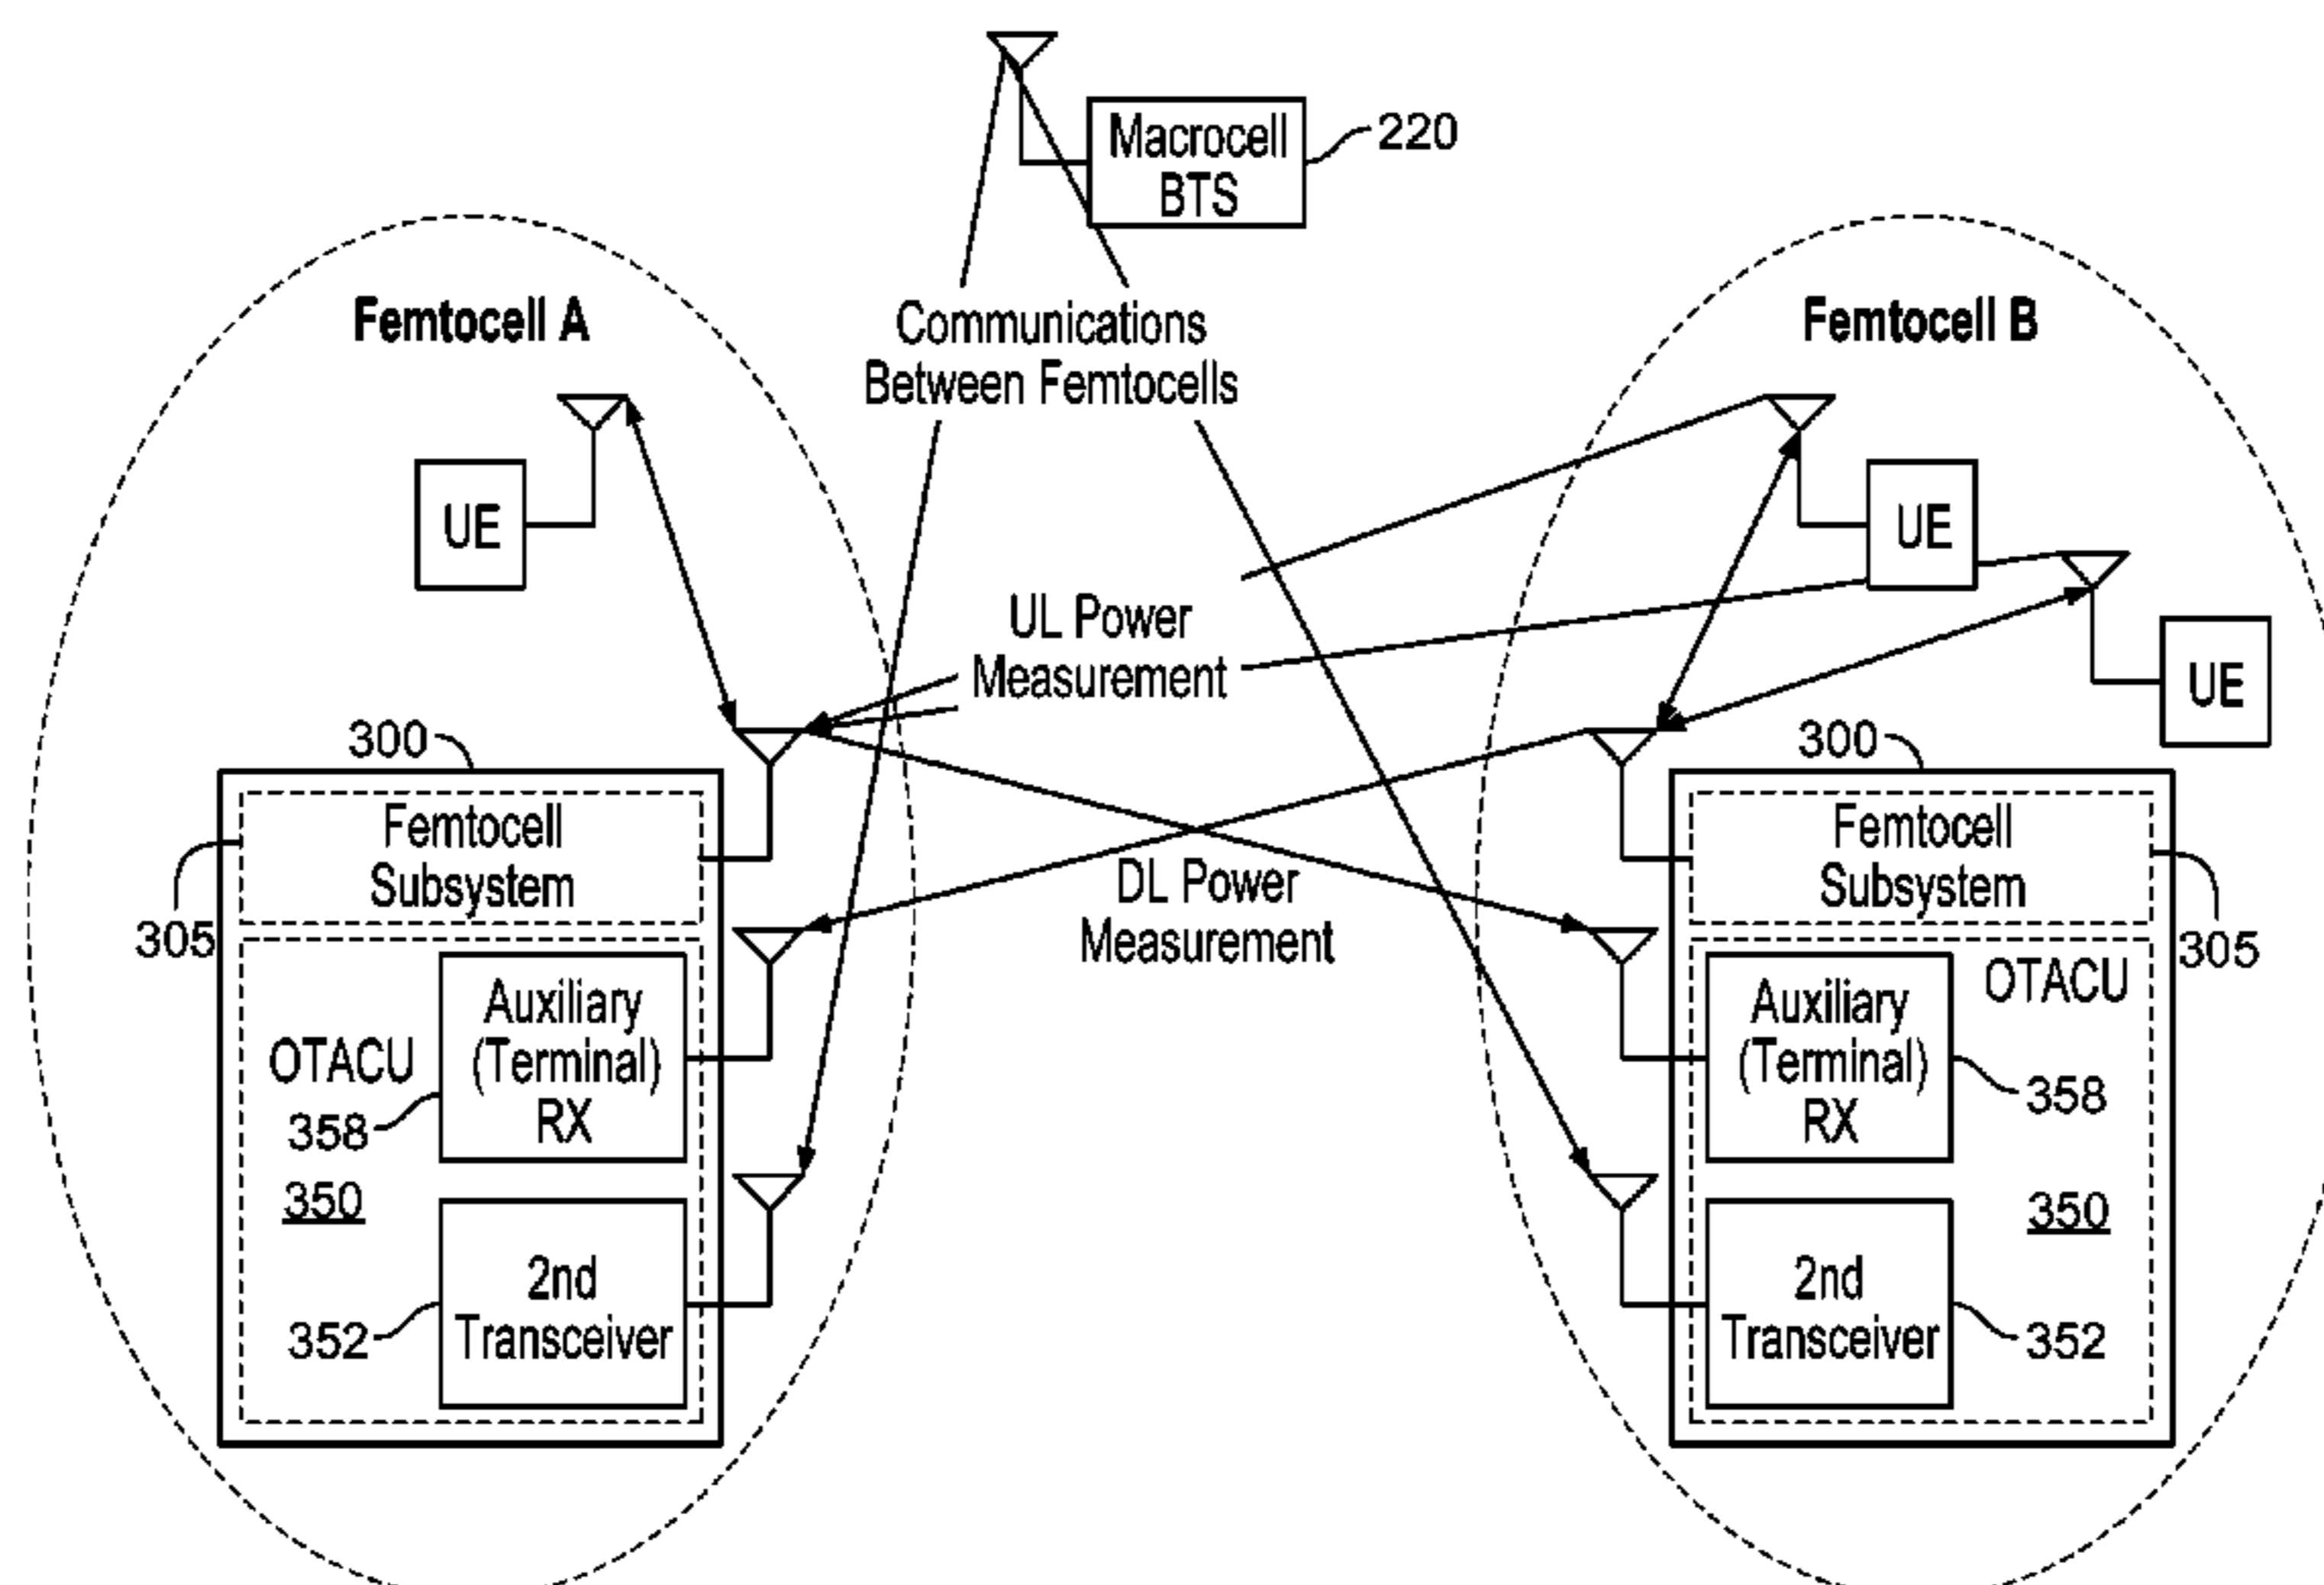 Macrocell
BTS
220
Femtocell A
Communications
Between Femtocells
Femtocell B
UE
UE
UL Power
Measurement
UE
300
300
Femtocell
Subsystem
305
Femtocell
Subsystem
305
DL Power
Measurement
OTACU
Auxiliary
(Terminal)
RX
358
350
2nd
Transceiver
352
OTACU
Auxiliary
(Terminal)
RX
358
350
2nd
Transceiver
352